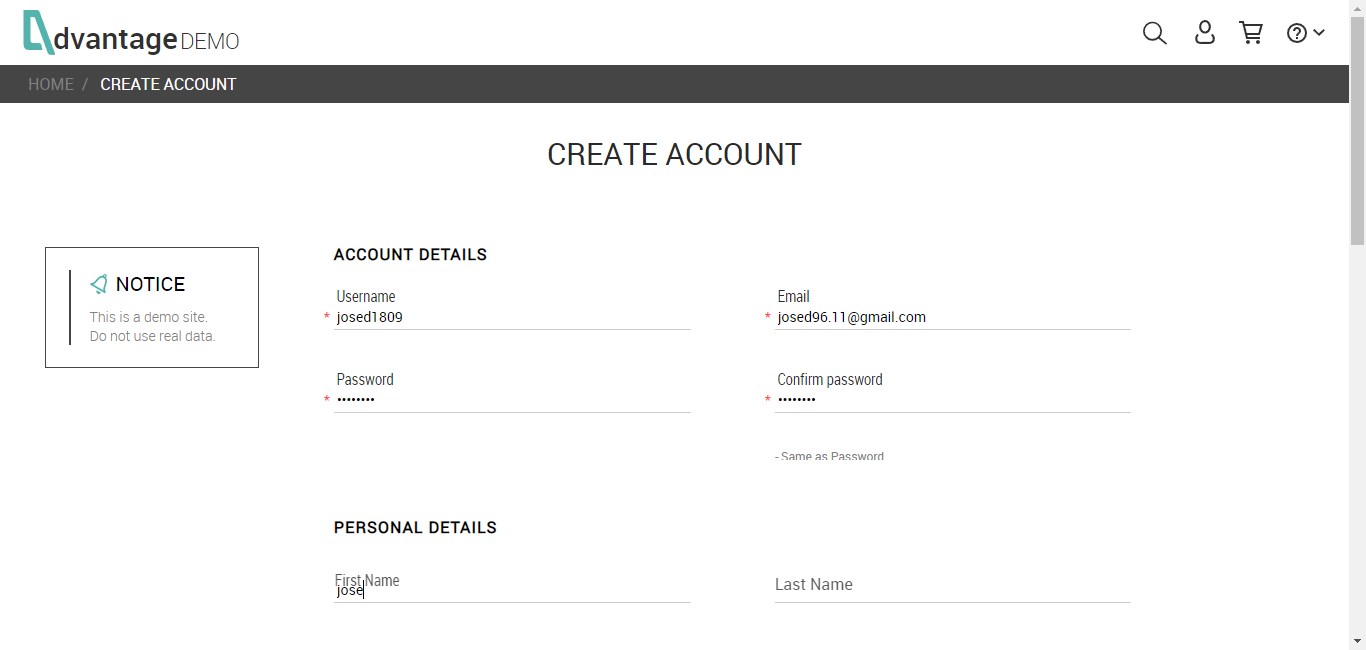 dvantage DEMO
HOME / CREATE ACCOUNT
CREATE ACCOUNT
NOTICE
This is a demo site.
Do not use real data.
ACCOUNT DETAILS
Username
* josed1809
Email
* josed96.11@gmail.com
Password
* ••••••••
Confirm password
* ••••••••
- Same as Password
PERSONAL DETAILS
First Name
jose
Last Name